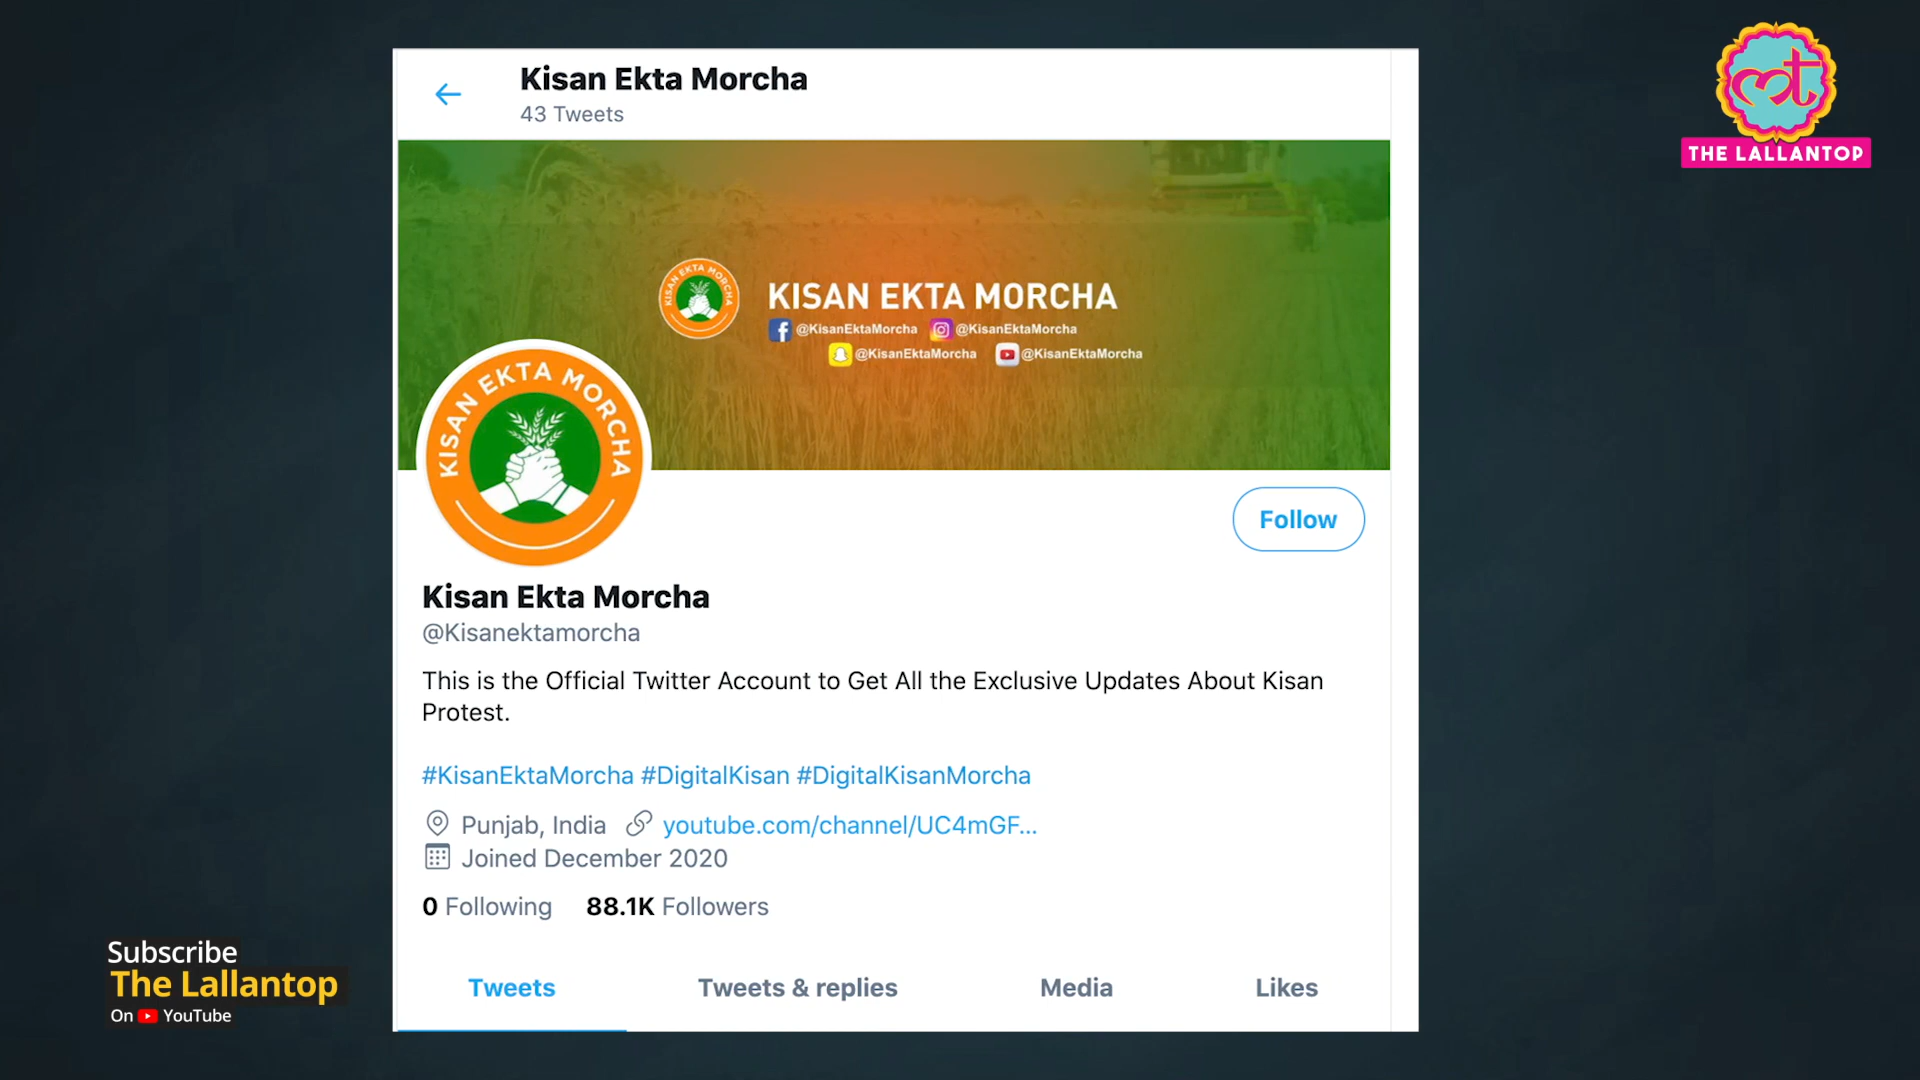 Kisan Ekta Morcha
43 Tweets
THE LALLANTOP
KISAN EKTA MORCHA
KISAN EKTA MORCHA
@KisanEktaMorcha @KisanEktaMorcha
@KisanEktaMorcha @KisanEktaMorcha
KISAN EKTA MORCHA
Follow
Kisan Ekta Morcha
@Kisanektamorcha
This is the Official Twitter Account to Get All the Exclusive Updates About Kisan
Protest.
#KisanEktaMorcha #DigitalKisan #DigitalKisanMorcha
Punjab, India youtube.com/channel/UC4mGF...
Joined December 2020
0 Following 88.1K Followers
Tweets Tweets & replies Media Likes
Subscribe
The Lallantop
On YouTube